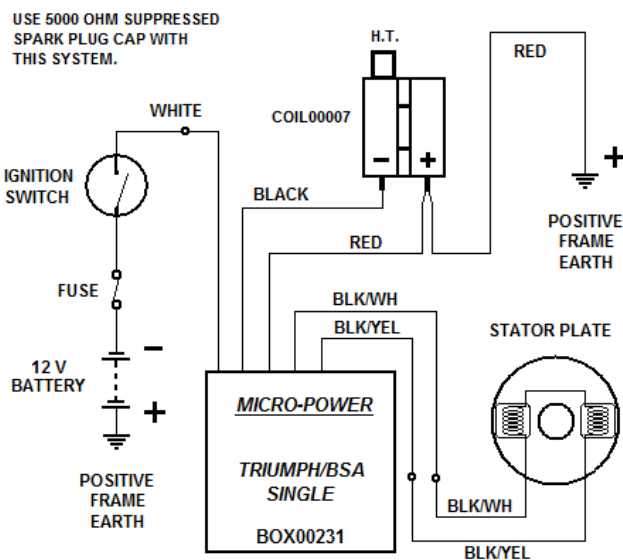 USE 5000 OHM SUPPRESSED
SPARK PLUG CAP WITH
THIS SYSTEM.
H.T.
RED
WHITE
COIL00007
−
+
+
IGNITION
SWITCH
BLACK
POSITIVE
FRAME
EARTH
RED
FUSE
BLK/WH
BLK/YEL
STATOR PLATE
12 V
BATTERY
−
+
MICRO-POWER
TRIUMPH/BSA
SINGLE
BOX00231
POSITIVE
FRAME
EARTH
BLK/WH
BLK/YEL